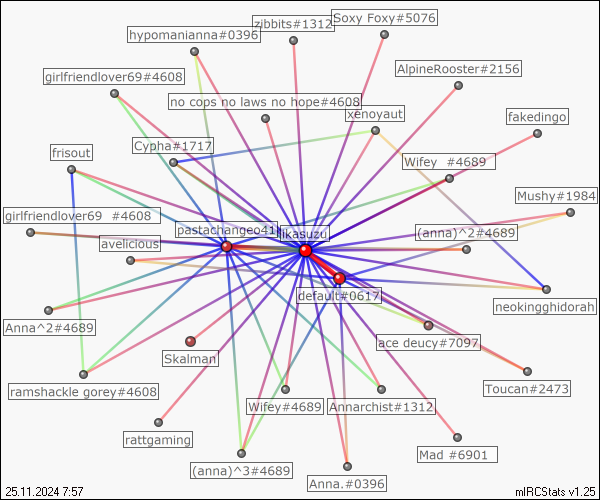 Soxy Foxy#5076
zibbits#1312
hypomanianna#0396
AlpineRooster#2156
girlfriendlover69#4608
no cops no laws no hope#4608
xenoyaut
fakedingo
Cypha#1717
frisout
Wifey  #4689
Mushy#1984
girlfriendlover69  #4608
pastachangeo41
likasuzu
(anna)^2#4689
avelicious
default#0617
neokingghidorah
Anna^2#4689
ace deucy#7097
Skalman
ramshackle gorey#4608
Toucan#2473
Wifey#4689
Annarchist#1312
rattgaming
Mad #6901
(anna)^3#4689
Anna.#0396
25.11.2024 7:57
mIRCStats v1.25